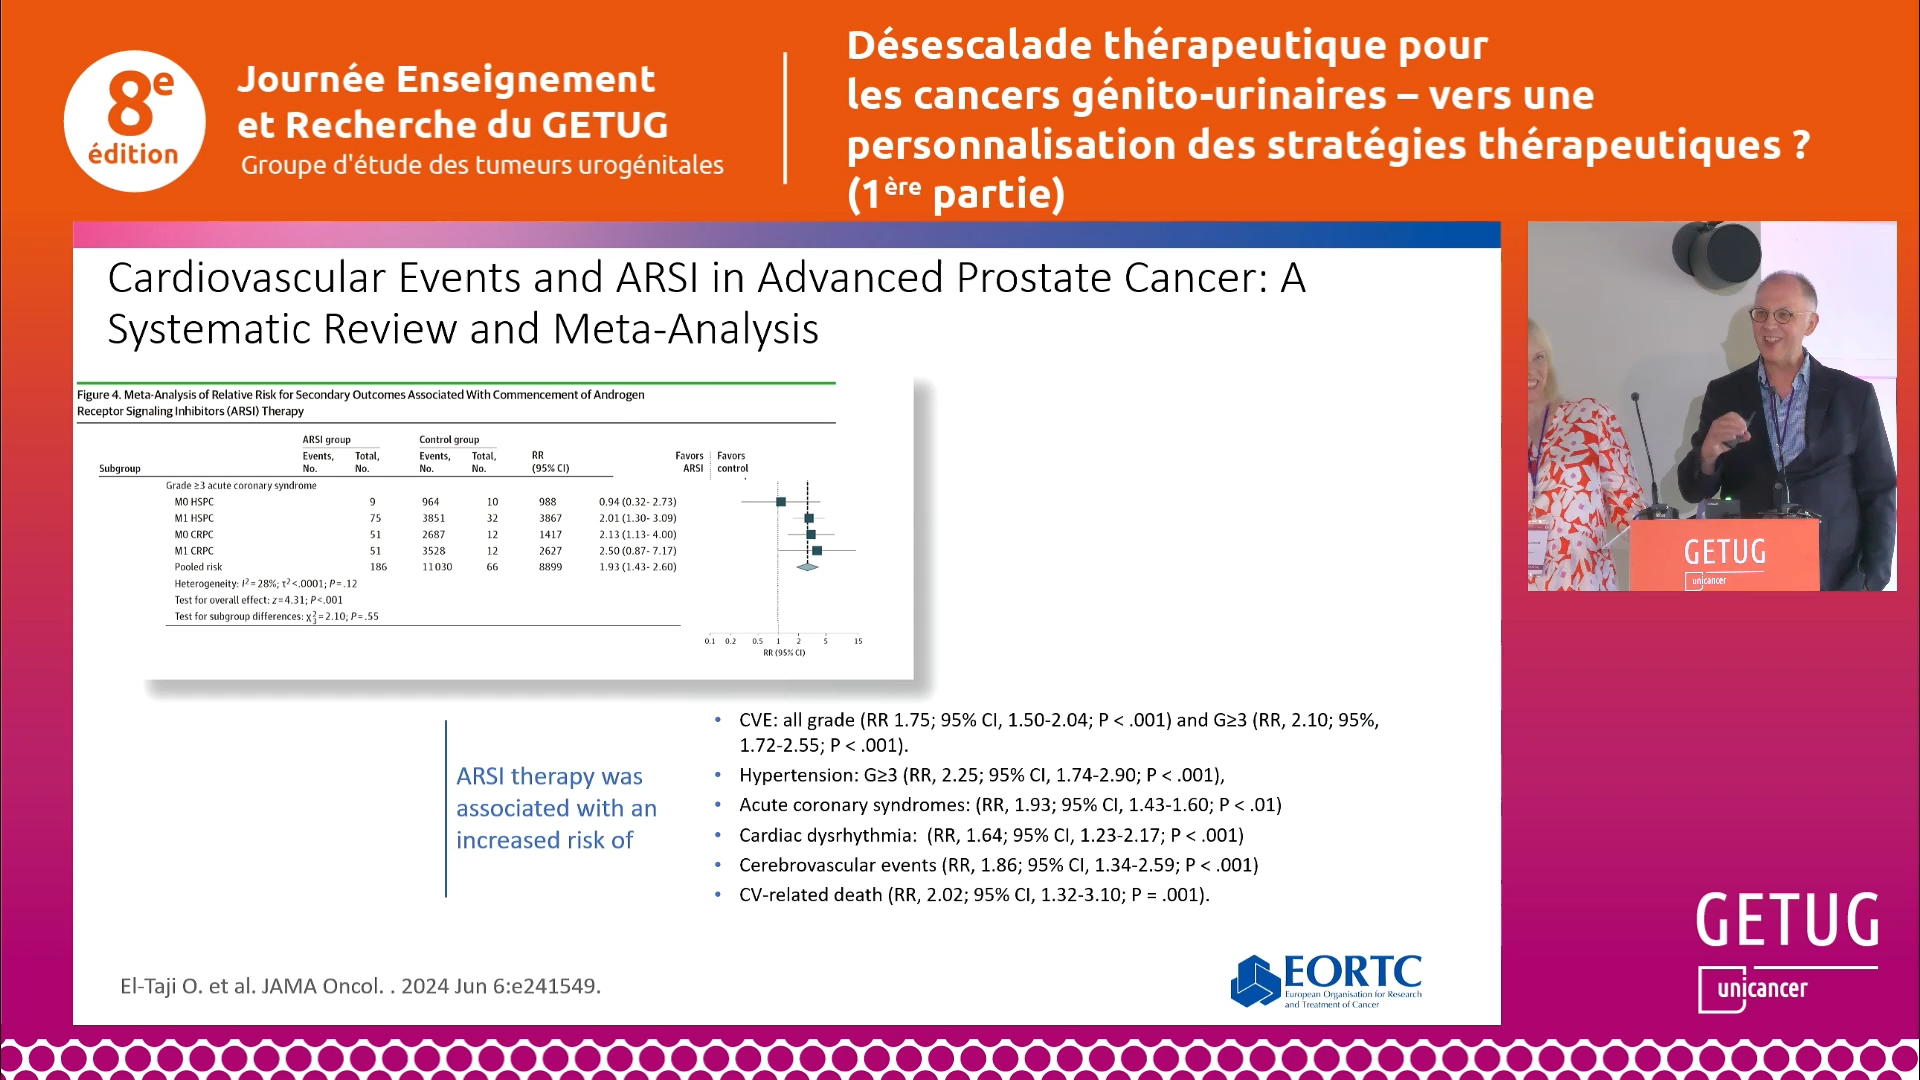 8e
édition
Journée Enseignement
et Recherche du GETUG
Groupe d'étude des tumeurs urogénitales
Désescalade thérapeutique pour
les cancers génito-urinaires – vers une
personnalisation des stratégies thérapeutiques ?
(1ère partie)
Cardiovascular Events and ARSI in Advanced Prostate Cancer: A
Systematic Review and Meta-Analysis
Figure 4. Meta-Analysis of Relative Risk for Secondary Outcomes Associated With Commencement of Androgen
Receptor Signaling Inhibitors (ARSI) Therapy
ARSI group Control group
Subgroup Events, No. Total, No. Events, No. Total, No. RR (95% CI) Favors ARSI Favors control
Grade ≥3 acute coronary syndrome
M0 HSPC 9 964 10 988 0.94 (0.32- 2.73)
M1 HSPC 75 3851 32 3867 2.01 (1.30- 3.09)
M0 CRPC 51 2687 12 1417 2.13 (1.13- 4.00)
M1 CRPC 51 3528 12 2627 2.50 (0.87- 7.17)
Pooled risk 186 11030 66 8899 1.93 (1.43- 2.60)
Heterogeneity: I²=28%; τ²<.0001; P=.12
Test for overall effect: z=4.31; P<.001
Test for subgroup differences: χ²₃=2.10; P=.55
0.1 0.2 0.5 1 2 5 15
RR (95% CI)
ARSI therapy was
associated with an
increased risk of
• CVE: all grade (RR 1.75; 95% CI, 1.50-2.04; P < .001) and G≥3 (RR, 2.10; 95%,
1.72-2.55; P < .001).
• Hypertension: G≥3 (RR, 2.25; 95% CI, 1.74-2.90; P < .001),
• Acute coronary syndromes: (RR, 1.93; 95% CI, 1.43-1.60; P < .01)
• Cardiac dysrhythmia: (RR, 1.64; 95% CI, 1.23-2.17; P < .001)
• Cerebrovascular events (RR, 1.86; 95% CI, 1.34-2.59; P < .001)
• CV-related death (RR, 2.02; 95% CI, 1.32-3.10; P = .001).
El-Taji O. et al. JAMA Oncol. . 2024 Jun 6:e241549.
EORTC
European Organisation for Research
and Treatment of Cancer
GETUG
unicancer
GETUG
unicancer